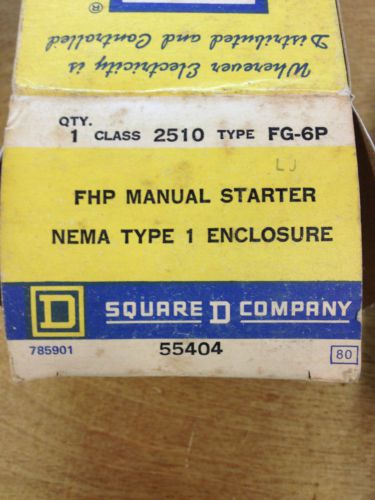 Wherever Electricity is
Distributed and Controlled
®
QTY.
1 CLASS 2510 TYPE FG-6P
LJ
FHP MANUAL STARTER
NEMA TYPE 1 ENCLOSURE
D SQUARE D COMPANY
785901 55404 80